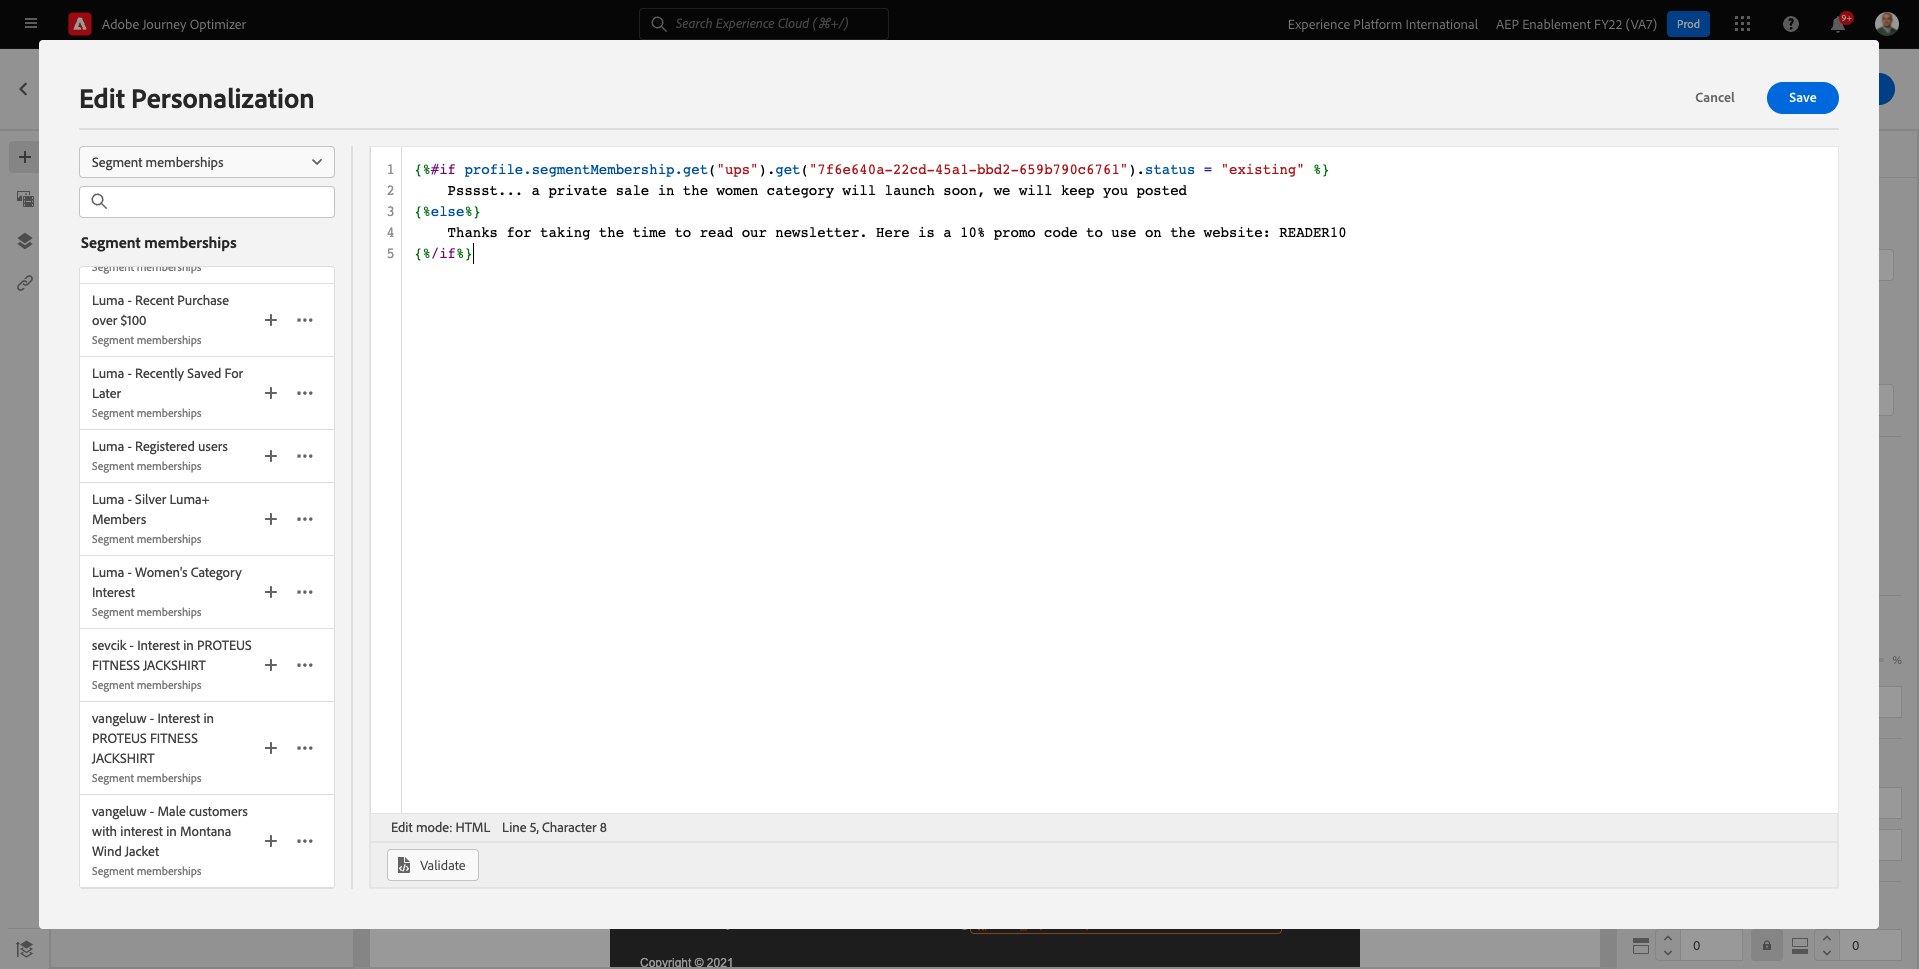 Adobe Journey Optimizer
Search Experience Cloud (⌘+/)
Experience Platform International
AEP Enablement FY22 (VA7)
Prod
9+
Edit Personalization
Cancel
Save
Segment memberships
Segment memberships
Segment memberships
Luma - Recent Purchase
over $100
Segment memberships
Luma - Recently Saved For
Later
Segment memberships
Luma - Registered users
Segment memberships
Luma - Silver Luma+
Members
Segment memberships
Luma - Women's Category
Interest
Segment memberships
sevcik - Interest in PROTEUS
FITNESS JACKSHIRT
Segment memberships
vangeluw - Interest in
PROTEUS FITNESS
JACKSHIRT
Segment memberships
vangeluw - Male customers
with interest in Montana
Wind Jacket
Segment memberships
1 {%#if profile.segmentMembership.get("ups").get("7f6e640a-22cd-45a1-bbd2-659b790c6761").status = "existing" %}
2 Psssst... a private sale in the women category will launch soon, we will keep you posted
3 {%else%}
4 Thanks for taking the time to read our newsletter. Here is a 10% promo code to use on the website: READER10
5 {%/if%}
Edit mode: HTML Line 5, Character 8
Validate
%
Copyright © 2021
0
0